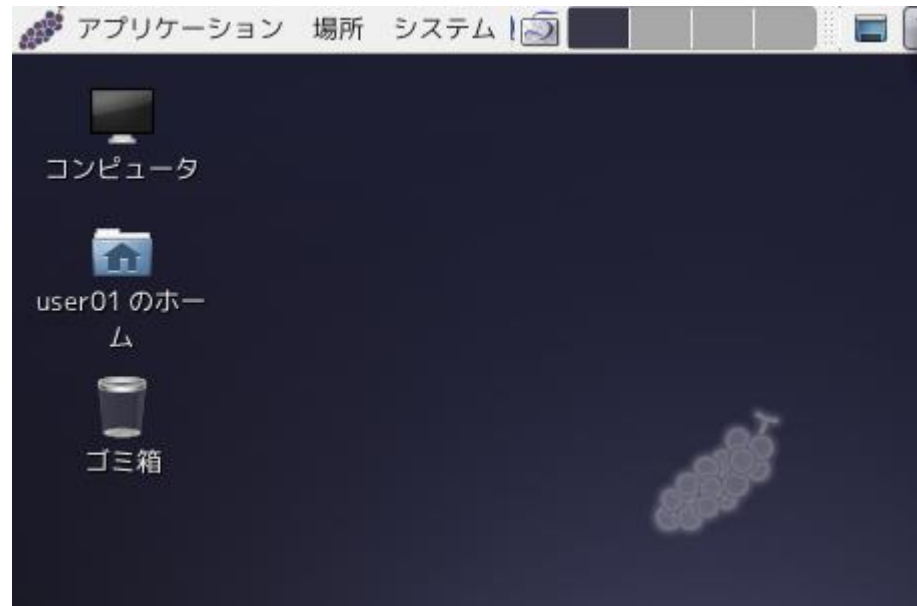 アプリケーション 場所 システム
コンピュータ
user01 のホー
ム
ゴミ箱